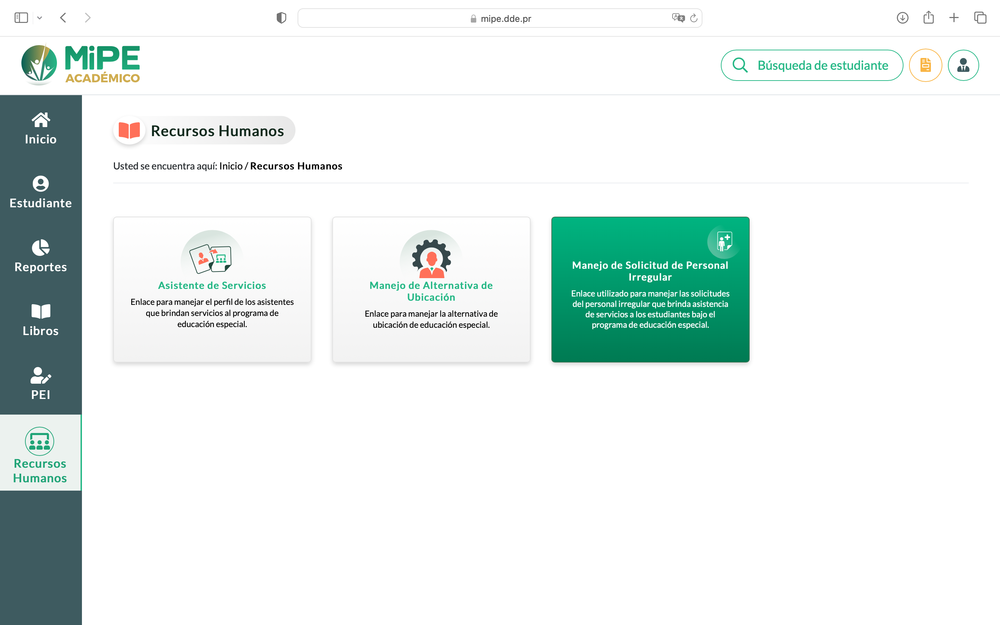 mipe.dde.pr
MiPE
ACADÉMICO
Búsqueda de estudiante
Inicio
Estudiante
Reportes
Libros
PEI
Recursos
Humanos
Recursos Humanos
Usted se encuentra aquí: Inicio / Recursos Humanos
Asistente de Servicios
Enlace para manejar el perfil de los asistentes
que brindan servicios al programa de
educación especial.
Manejo de Alternativa de
Ubicación
Enlace para manejar la alternativa de
ubicación de educación especial.
Manejo de Solicitud de Personal
Irregular
Enlace utilizado para manejar las solicitudes
del personal irregular que brinda asistencia
de servicios a los estudiantes bajo el
programa de educación especial.